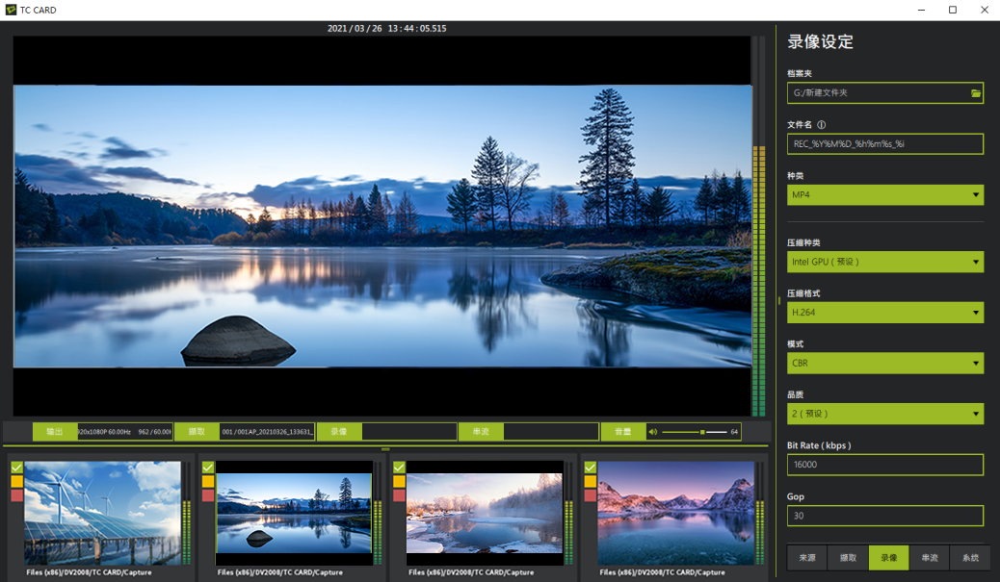 TC CARD
2021 / 03 / 26 13 : 44 : 05.515
输出
20x1080P 60.00Hz 962 / 60.00
撷取
001 / 001 AP_20210326_133631_
录像
串流
音量
64
Files (x86)/DV2008/TC CARD/Capture
Files (x86)/DV2008/TC CARD/Capture
Files (x86)/DV2008/TC CARD/Capture
Files (x86)/DV2008/TC CARD/Capture
录像设定
档案夹
G:/新建文件夹
文件名
REC_%Y%M%D_%h%m%s_%i
种类
MP4
压缩种类
Intel GPU ( 预设 )
压缩格式
H.264
模式
CBR
品质
2 ( 预设 )
Bit Rate ( kbps )
16000
Gop
30
来源 撷取 录像 串流 系统